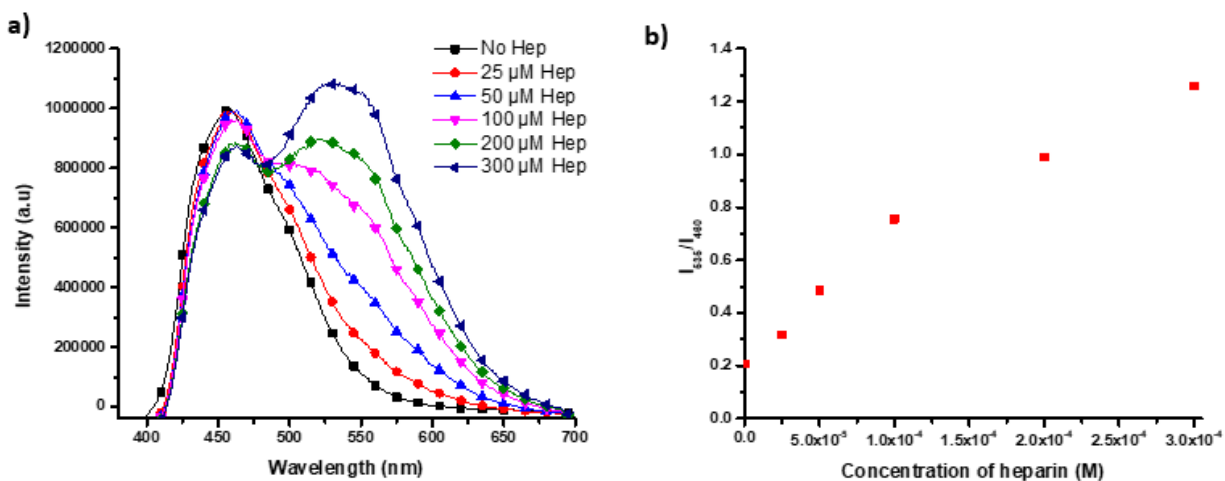 a)
1200000
1000000
800000
600000
400000
200000
0
Intensity (a.u)
400
450
500
550
600
650
700
Wavelength (nm)
No Hep
25 µM Hep
50 µM Hep
100 µM Hep
200 µM Hep
300 µM Hep
b)
1.4
1.2
1.0
0.8
0.6
0.4
0.2
0.0
I₅₃₅/I₄₆₀
0.0
5.0x10⁻⁵
1.0x10⁻⁴
1.5x10⁻⁴
2.0x10⁻⁴
2.5x10⁻⁴
3.0x10⁻⁴
Concentration of heparin (M)